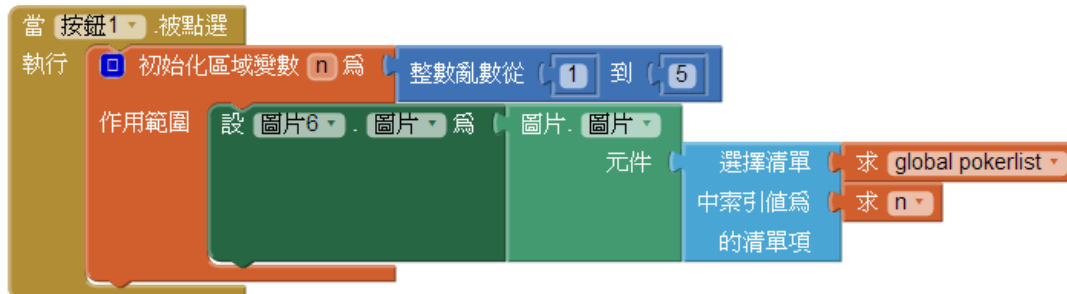 當 按鈕1 .被點選
執行 初始化區域變數 n 爲 整數亂數從 1 到 5
作用範圍 設 圖片6 . 圖片 爲 圖片. 圖片
元件 選擇清單 求 global pokerlist
中索引値爲 求 n
的清單項